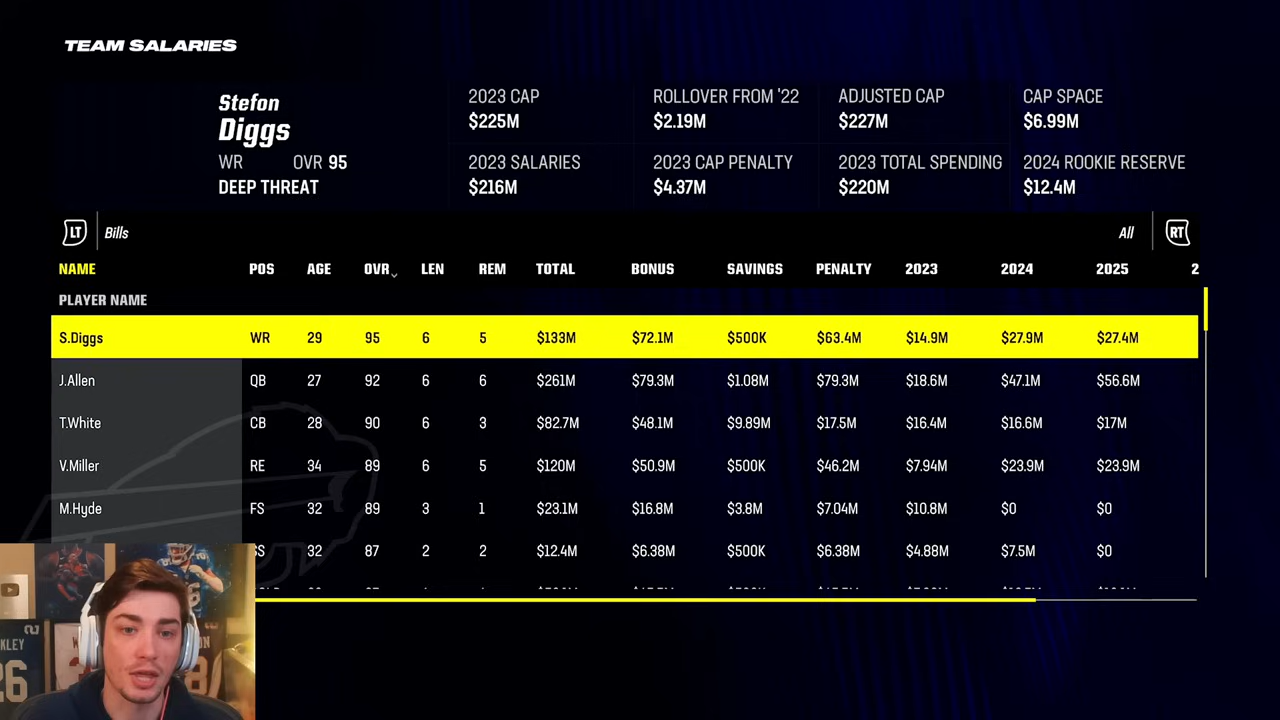 TEAM SALARIES
Stefon
Diggs
WR OVR 95
DEEP THREAT
2023 CAP ROLLOVER FROM '22 ADJUSTED CAP CAP SPACE
$225M $2.19M $227M $6.99M
2023 SALARIES 2023 CAP PENALTY 2023 TOTAL SPENDING 2024 ROOKIE RESERVE
$216M $4.37M $220M $12.4M
LT Bills All RT
NAME POS AGE OVR LEN REM TOTAL BONUS SAVINGS PENALTY 2023 2024 2025 2
PLAYER NAME
S.Diggs WR 29 95 6 5 $133M $72.1M $500K $63.4M $14.9M $27.9M $27.4M
J.Allen QB 27 92 6 6 $261M $79.3M $1.08M $79.3M $18.6M $47.1M $56.6M
T.White CB 28 90 6 3 $82.7M $48.1M $9.89M $17.5M $16.4M $16.6M $17M
V.Miller RE 34 89 6 5 $120M $50.9M $500K $46.2M $7.94M $23.9M $23.9M
M.Hyde FS 32 89 3 1 $23.1M $16.8M $3.8M $7.04M $10.8M $0 $0
SS 32 87 2 2 $12.4M $6.38M $500K $6.38M $4.88M $7.5M $0
KLEY
26